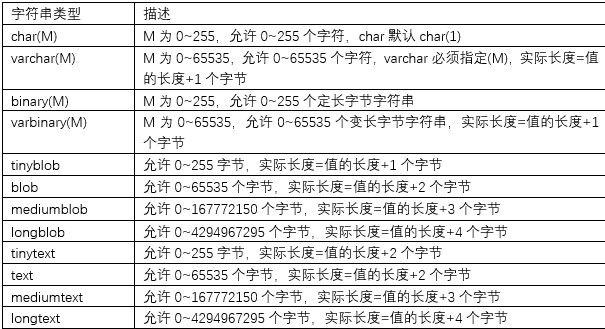 字符串类型 描述
char(M) M 为 0~255，允许 0~255 个字符，char 默认 char(1)
varchar(M) M 为 0~65535，允许 0~65535 个字符，varchar 必须指定(M)，实际长度=值
的长度+1 个字节
binary(M) M 为 0~255，允许 0~255 个定长字节字符串
varbinary(M) M 为 0~65535，允许 0~65535 个变长字节字符串，实际长度=值的长度+1
个字节
tinyblob 允许 0~255 字节，实际长度=值的长度+1 个字节
blob 允许 0~65535 个字节，实际长度=值的长度+2 个字节
mediumblob 允许 0~167772150 个字节，实际长度=值的长度+3 个字节
longblob 允许 0~4294967295 个字节，实际长度=值的长度+4 个字节
tinytext 允许 0~255 字节，实际长度=值的长度+2 个字节
text 允许 0~65535 个字节，实际长度=值的长度+2 个字节
mediumtext 允许 0~167772150 个字节，实际长度=值的长度+3 个字节
longtext 允许 0~4294967295 个字节，实际长度=值的长度+4 个字节